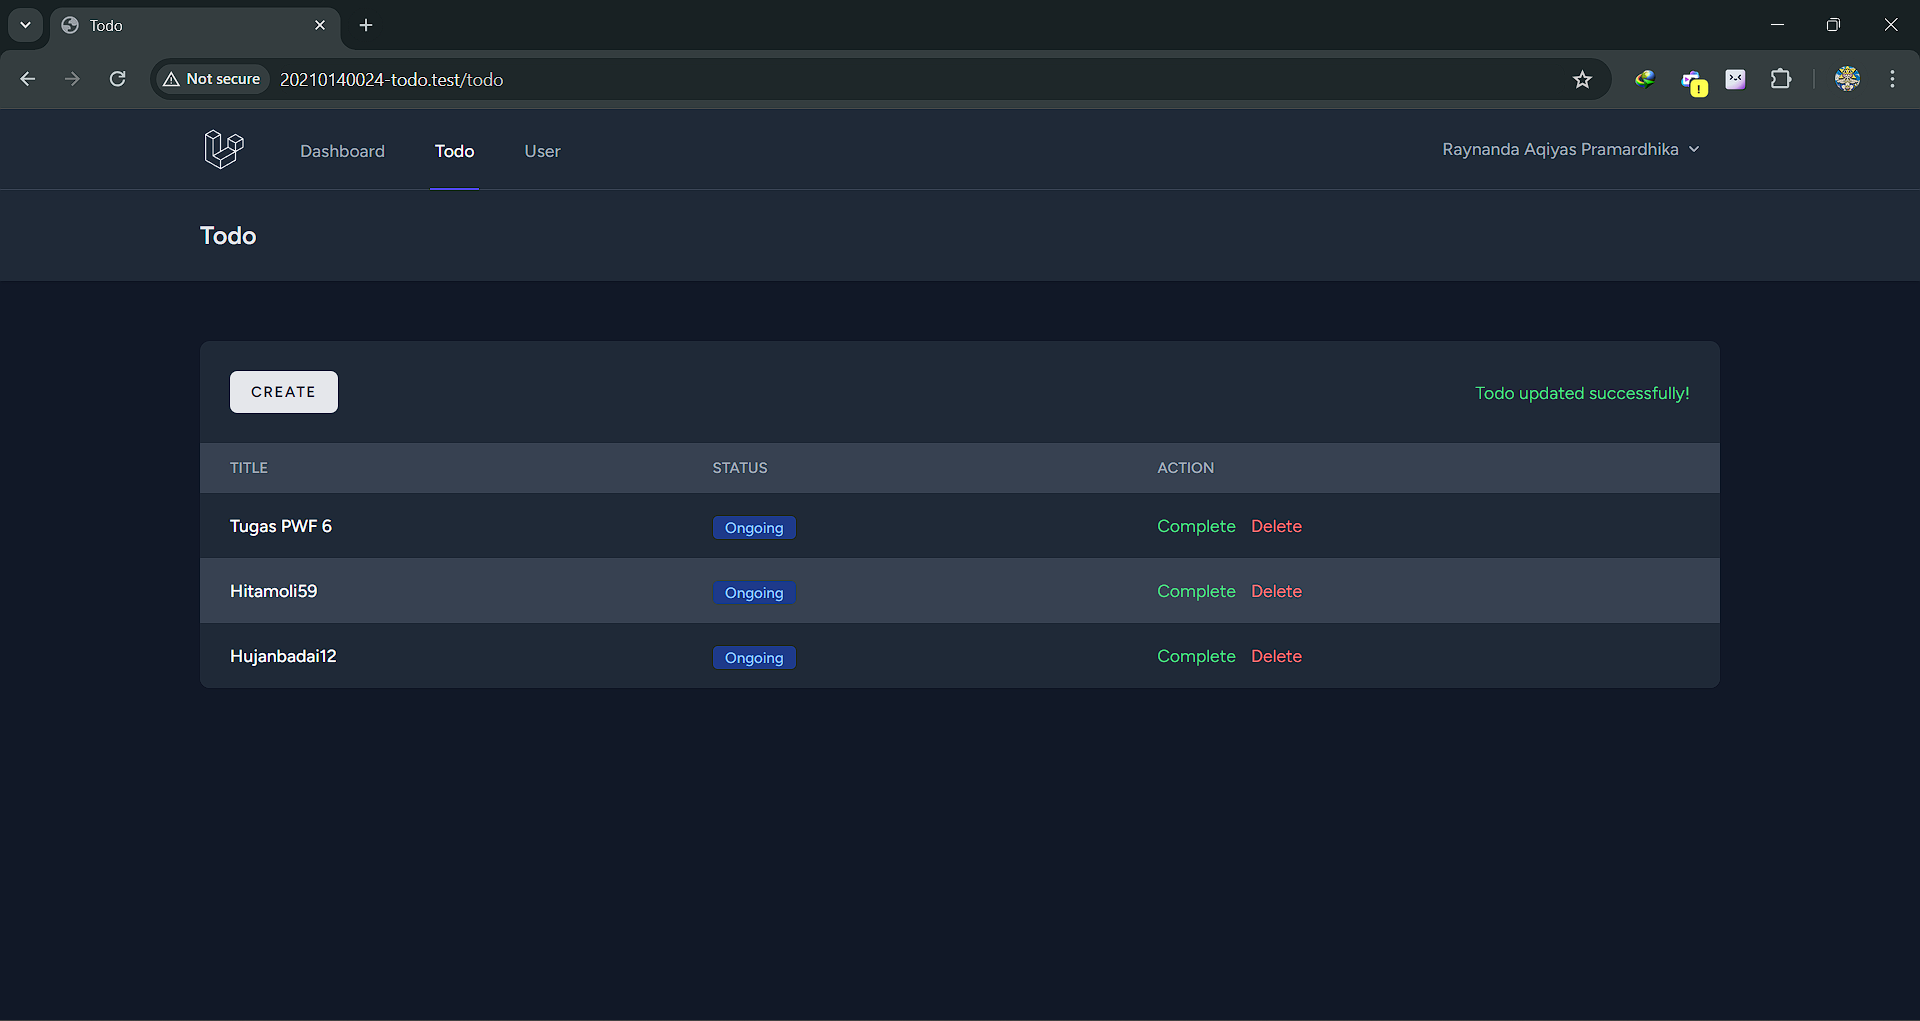 Todo
Not secure 20210140024-todo.test/todo
Dashboard Todo User Raynanda Aqiyas Pramardhika
Todo
CREATE Todo updated successfully!
TITLE STATUS ACTION
Tugas PWF 6 Ongoing Complete Delete
Hitamoli59 Ongoing Complete Delete
Hujanbadai12 Ongoing Complete Delete